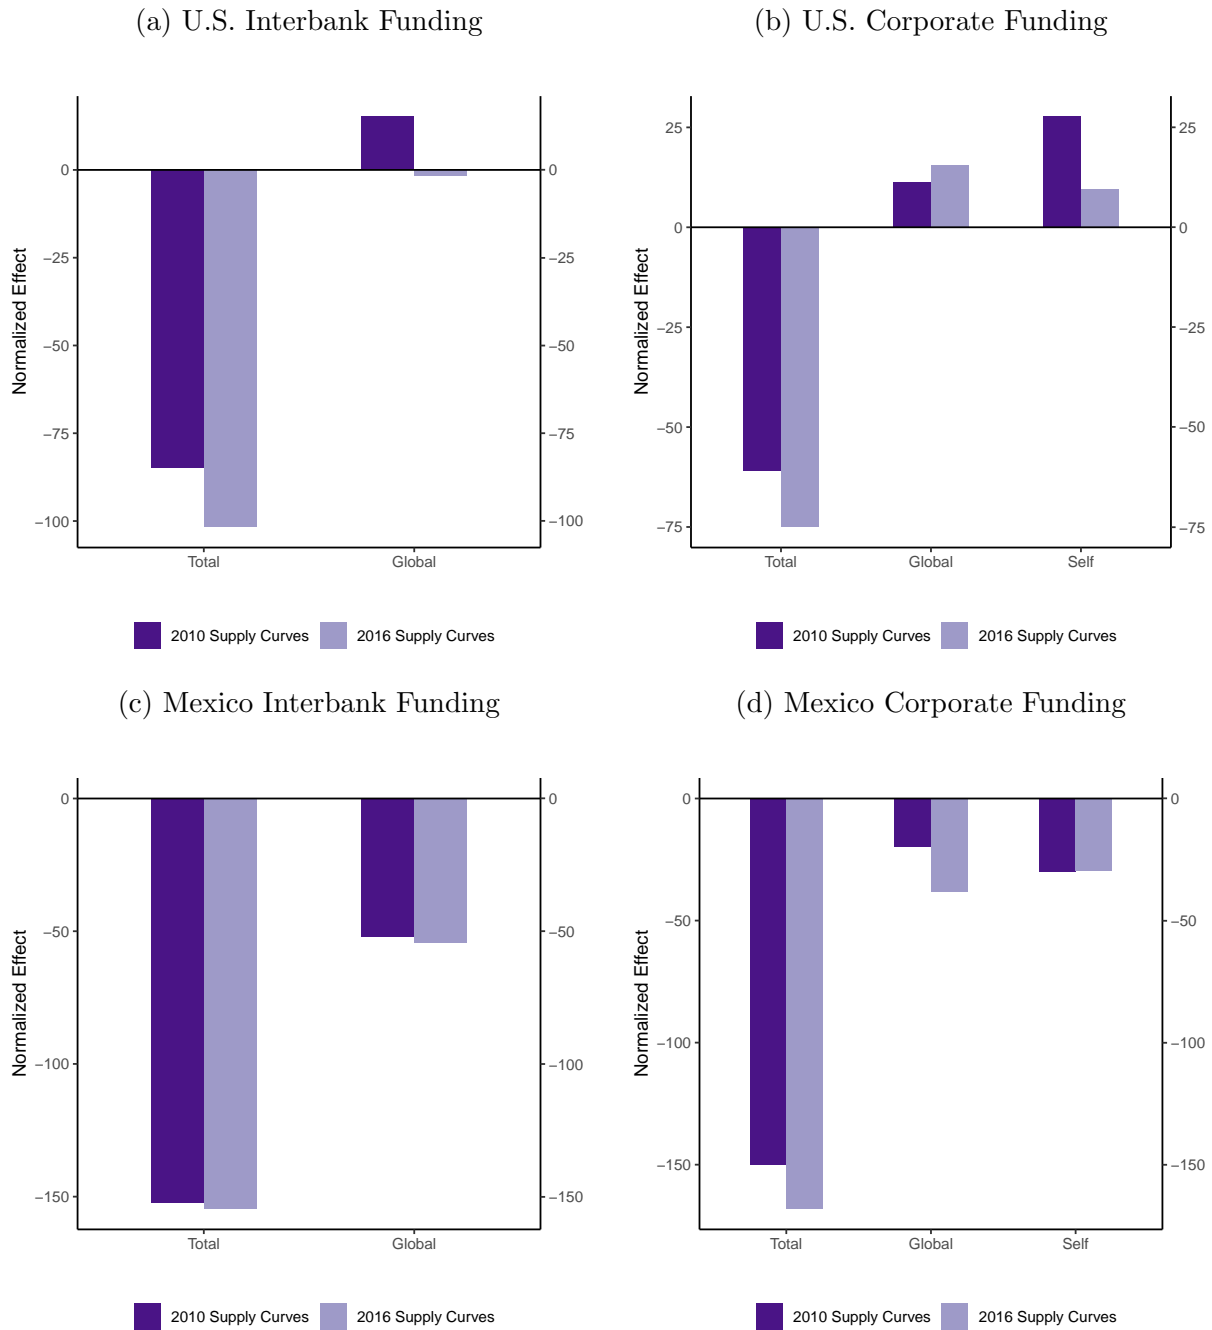 (a) U.S. Interbank Funding
Normalized Effect
0
−25
−50
−75
−100
0
−25
−50
−75
−100
Total Global
2010 Supply Curves 2016 Supply Curves
(b) U.S. Corporate Funding
Normalized Effect
25
0
−25
−50
−75
25
0
−25
−50
−75
Total Global Self
2010 Supply Curves 2016 Supply Curves
(c) Mexico Interbank Funding
Normalized Effect
0
−50
−100
−150
0
−50
−100
−150
Total Global
2010 Supply Curves 2016 Supply Curves
(d) Mexico Corporate Funding
Normalized Effect
0
−50
−100
−150
0
−50
−100
−150
Total Global Self
2010 Supply Curves 2016 Supply Curves